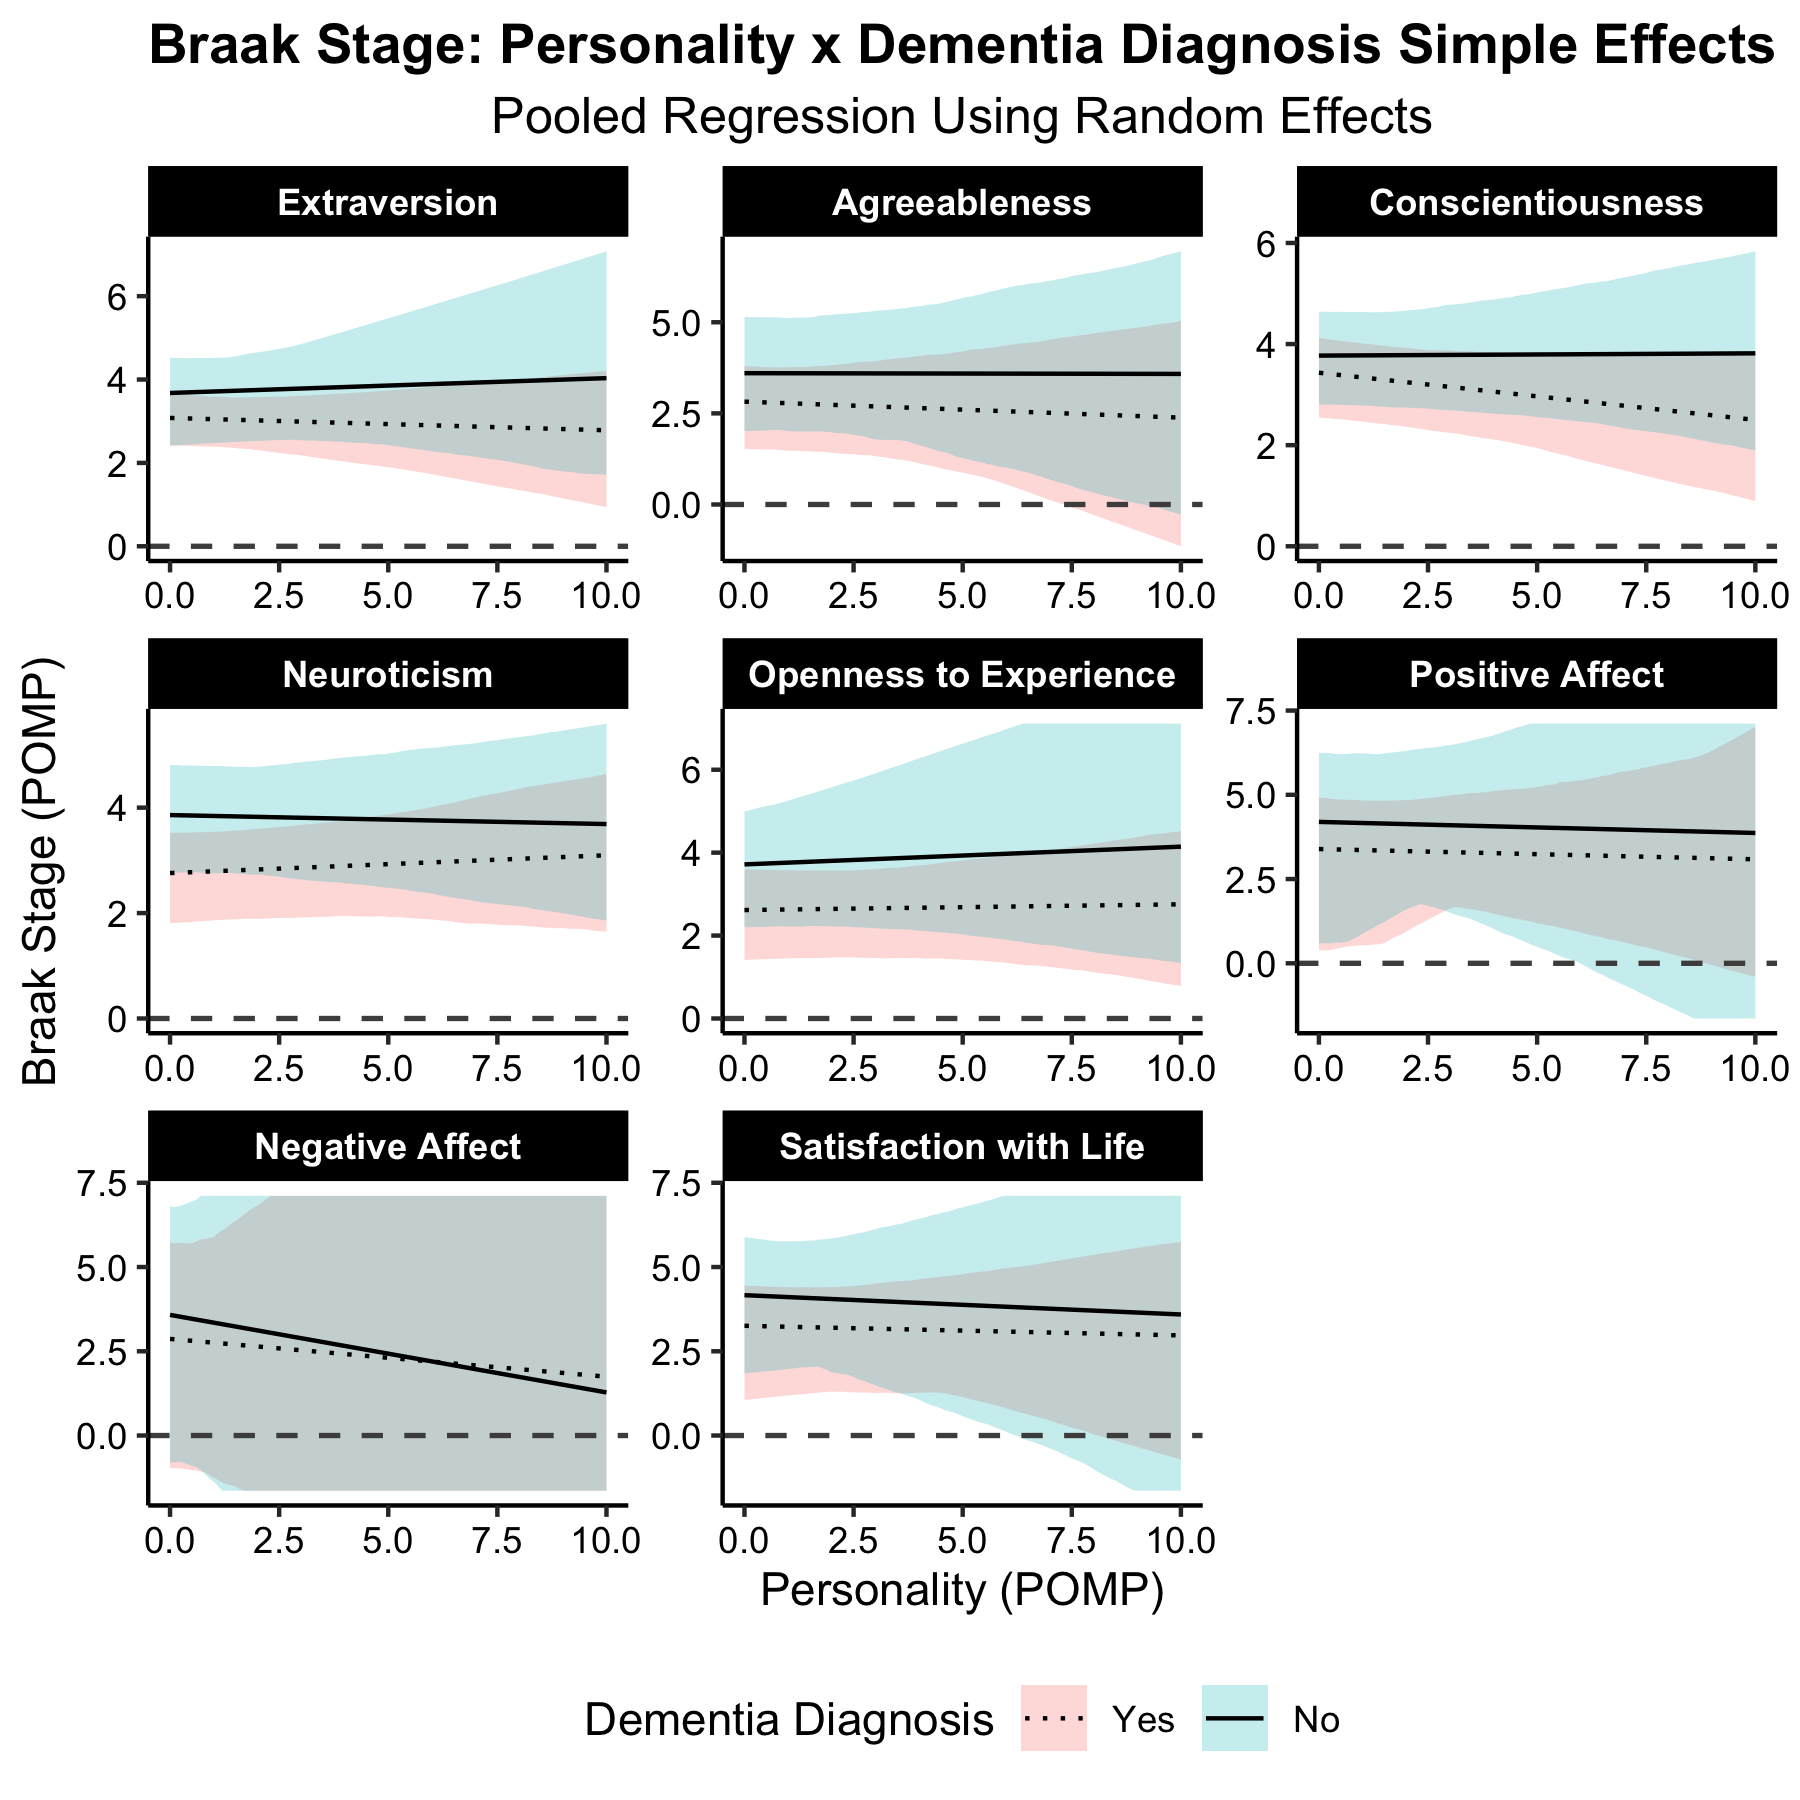 Braak Stage: Personality x Dementia Diagnosis Simple Effects
Pooled Regression Using Random Effects
Extraversion
Agreeableness
Conscientiousness
6
4
2
0
5.0
2.5
0.0
6
4
2
0
0.0 2.5 5.0 7.5 10.0
0.0 2.5 5.0 7.5 10.0
0.0 2.5 5.0 7.5 10.0
Braak Stage (POMP)
Neuroticism
Openness to Experience
Positive Affect
4
2
0
6
4
2
0
7.5
5.0
2.5
0.0
0.0 2.5 5.0 7.5 10.0
0.0 2.5 5.0 7.5 10.0
0.0 2.5 5.0 7.5 10.0
Negative Affect
Satisfaction with Life
7.5
5.0
2.5
0.0
7.5
5.0
2.5
0.0
0.0 2.5 5.0 7.5 10.0
0.0 2.5 5.0 7.5 10.0
Personality (POMP)
Dementia Diagnosis Yes No